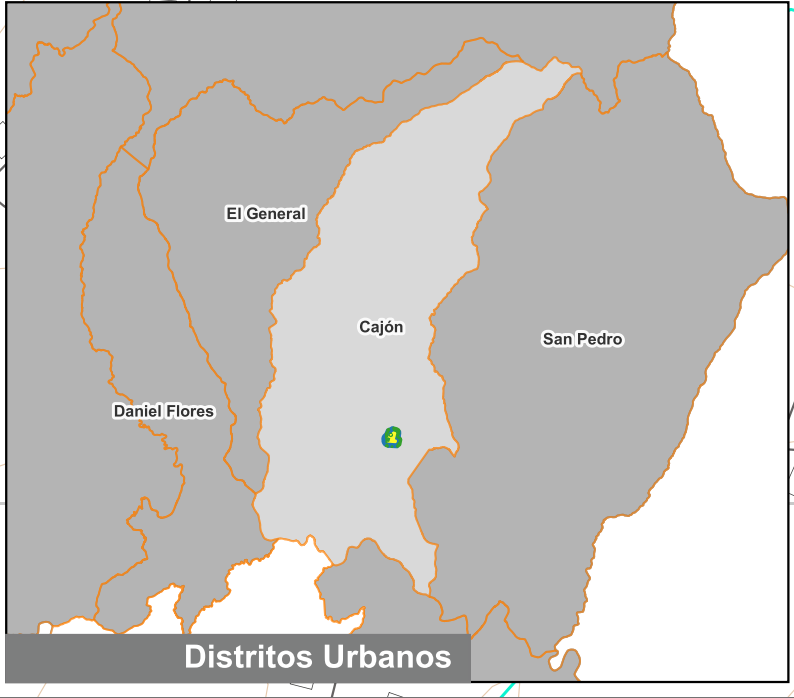 El General
Cajón
San Pedro
Daniel Flores
Distritos Urbanos